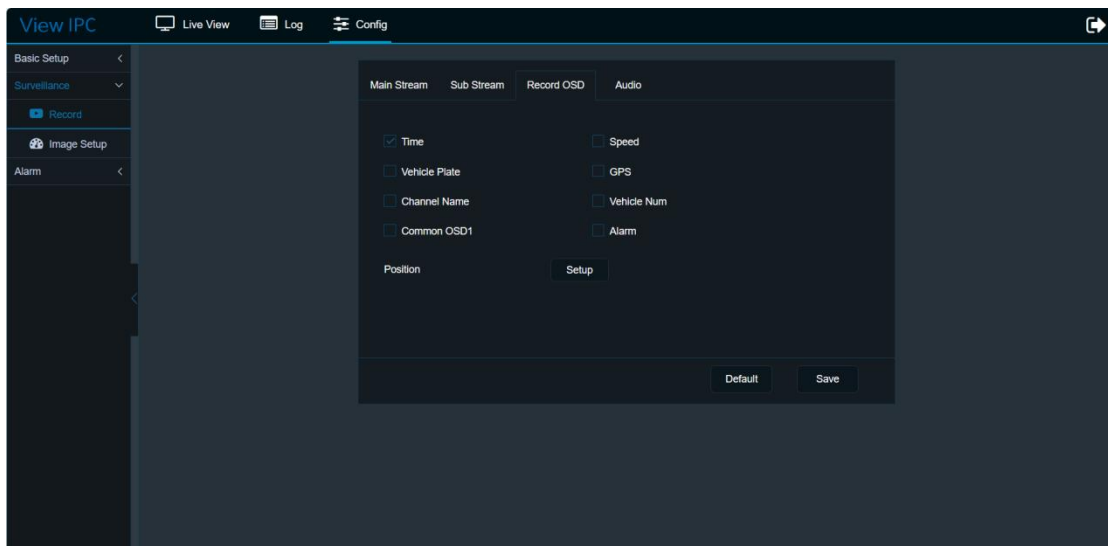 View IPC
Live View
Log
Config
Basic Setup
Surveillance
Record
Image Setup
Alarm
Main Stream
Sub Stream
Record OSD
Audio
Time
Speed
Vehicle Plate
GPS
Channel Name
Vehicle Num
Common OSD1
Alarm
Position
Setup
Default
Save